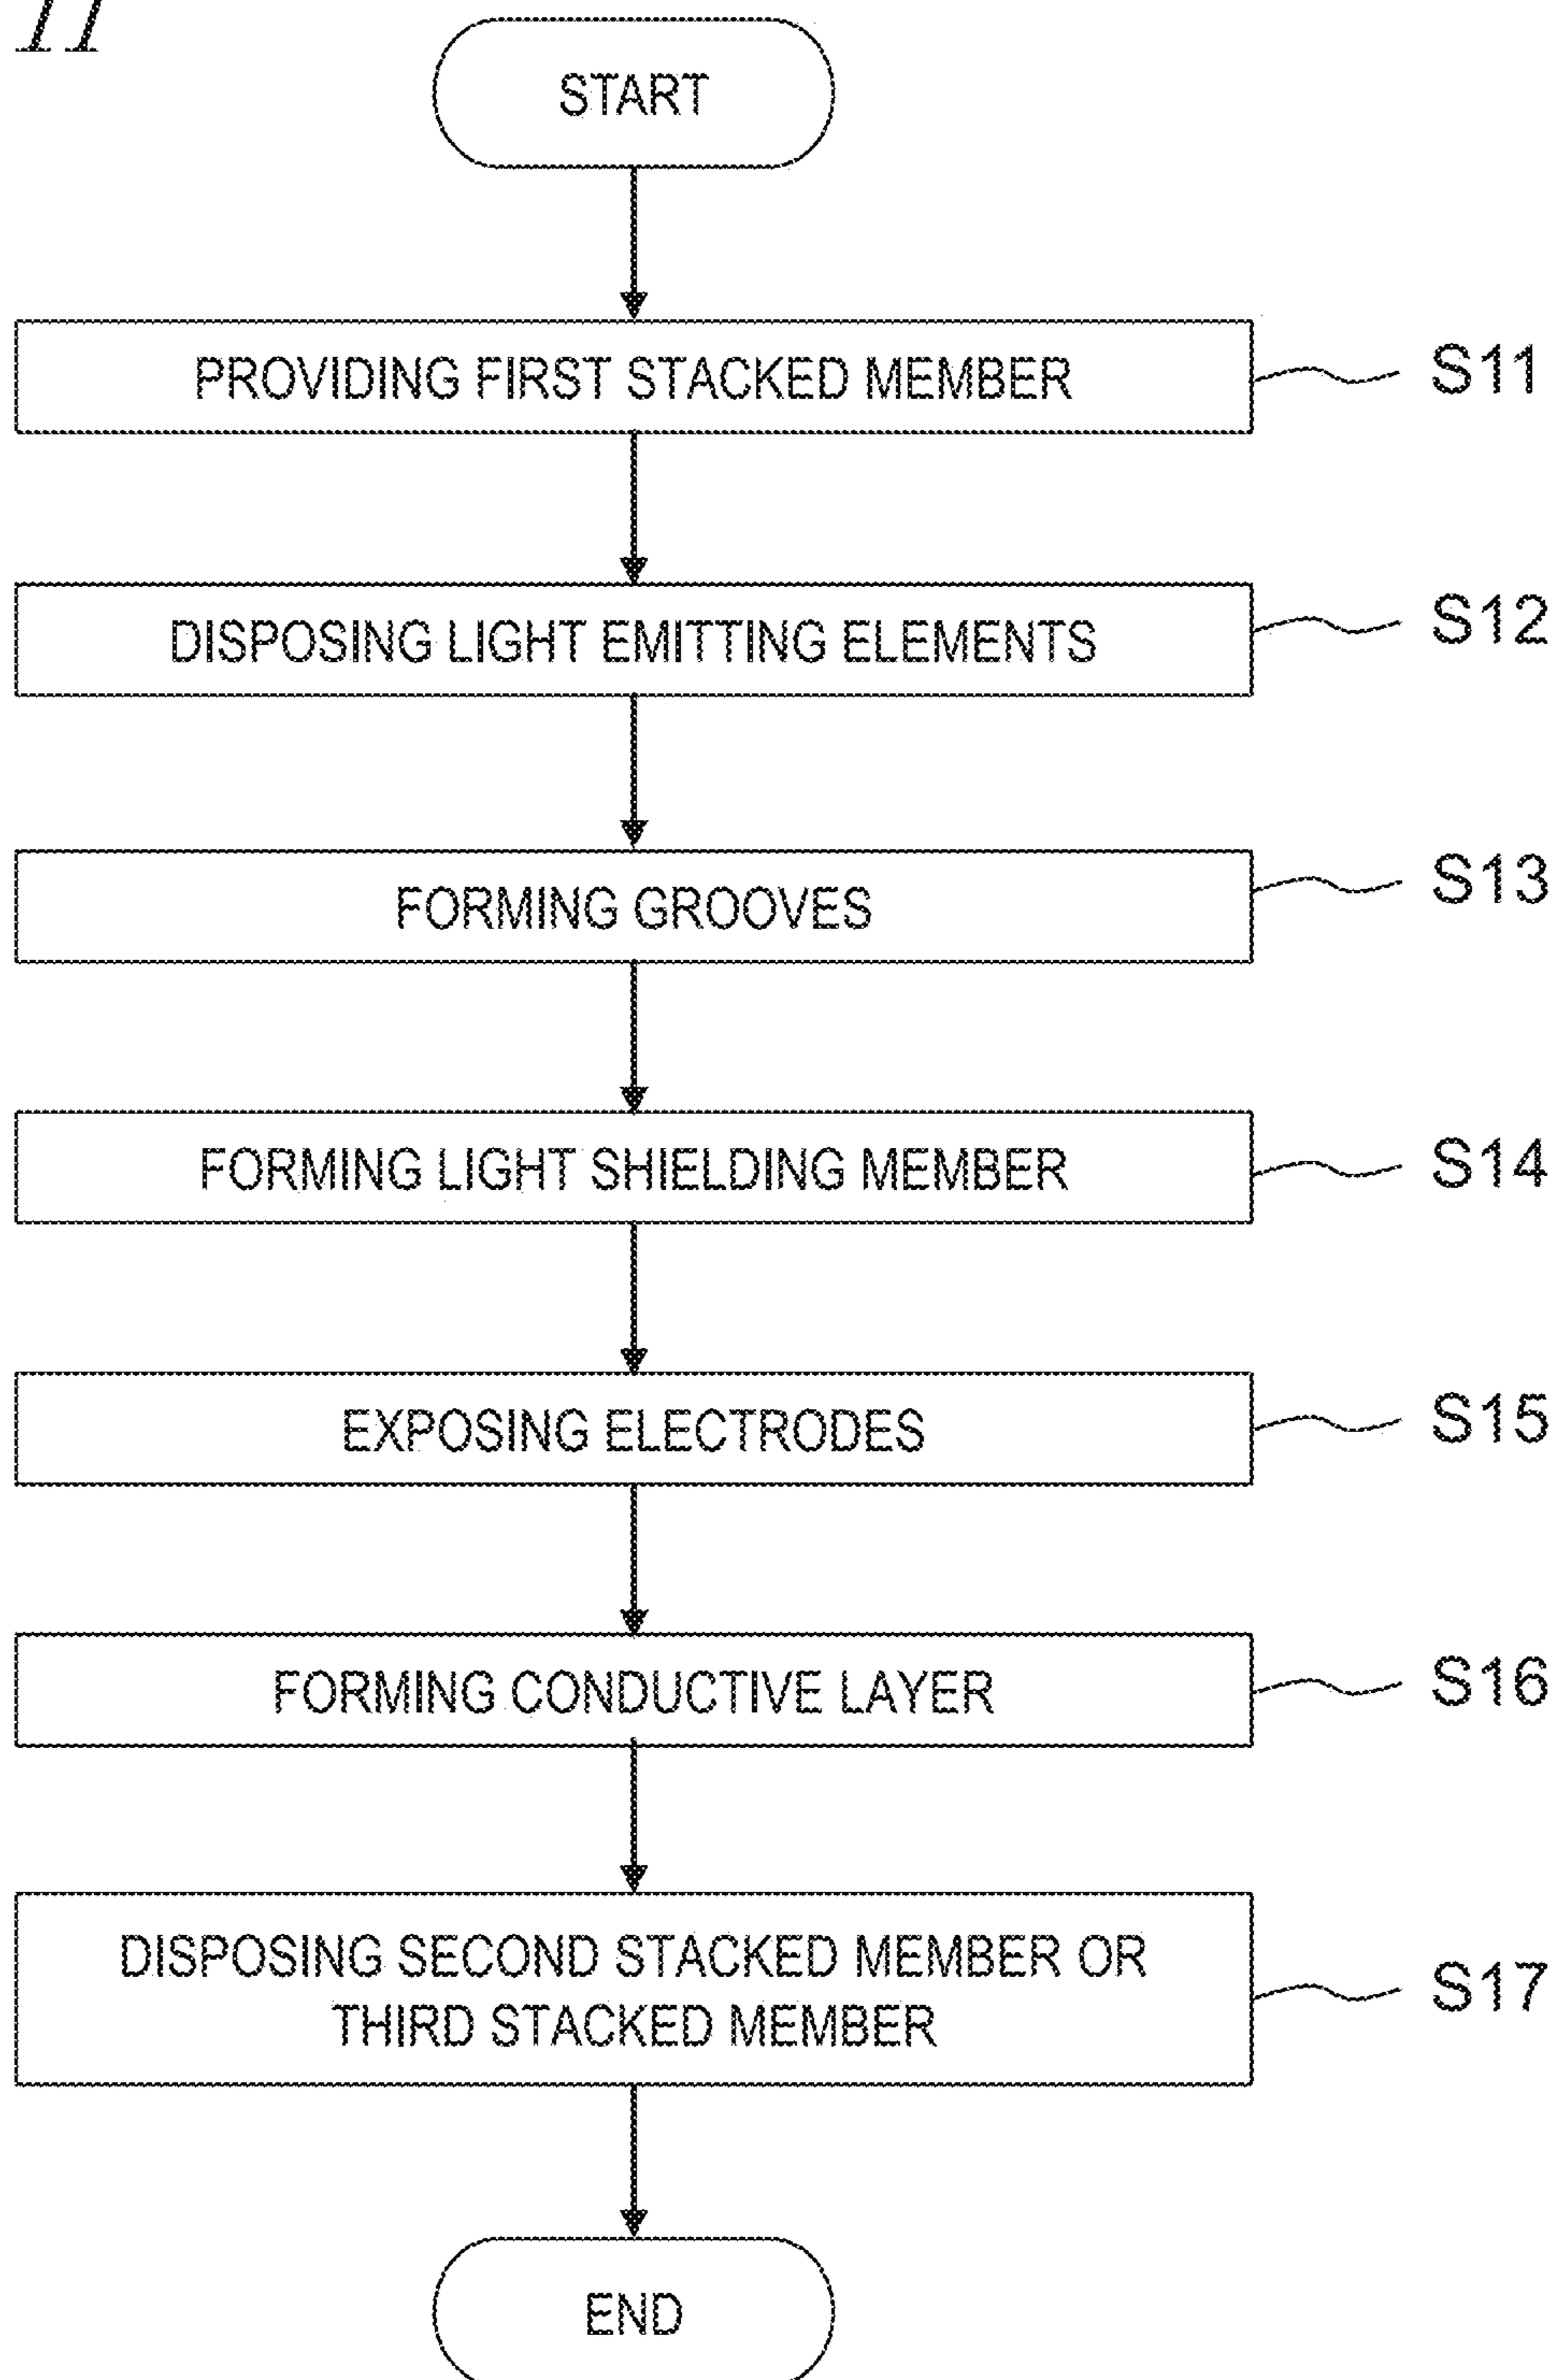 11
START
PROVIDING FIRST STACKED MEMBER
S11
DISPOSING LIGHT EMITTING ELEMENTS
S12
FORMING GROOVES
S13
FORMING LIGHT SHIELDING MEMBER
S14
EXPOSING ELECTRODES
S15
FORMING CONDUCTIVE LAYER
S16
DISPOSING SECOND STACKED MEMBER OR
THIRD STACKED MEMBER
S17
END